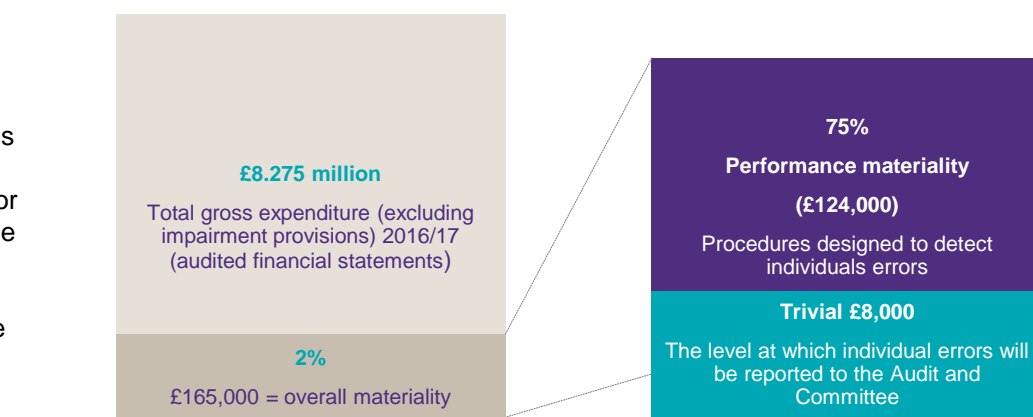 s
or
e
e
£8.275 million
Total gross expenditure (excluding
impairment provisions) 2016/17
(audited financial statements)
2%
£165,000 = overall materiality
75%
Performance materiality
(£124,000)
Procedures designed to detect
individuals errors
Trivial £8,000
The level at which individual errors will
be reported to the Audit and
Committee